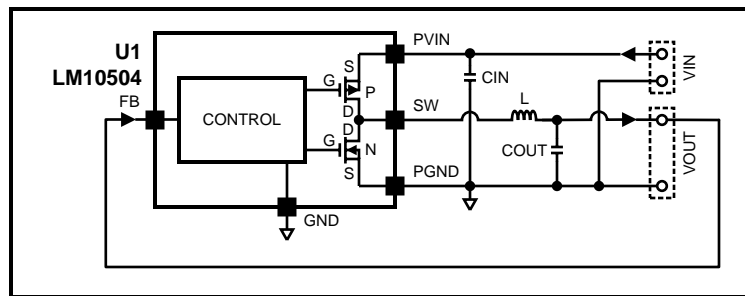 U1
LM10504
PVIN
VIN
S
G
P
CIN
FB
D
SW
L
CONTROL
D
G
N
COUT
VOUT
S
PGND
GND